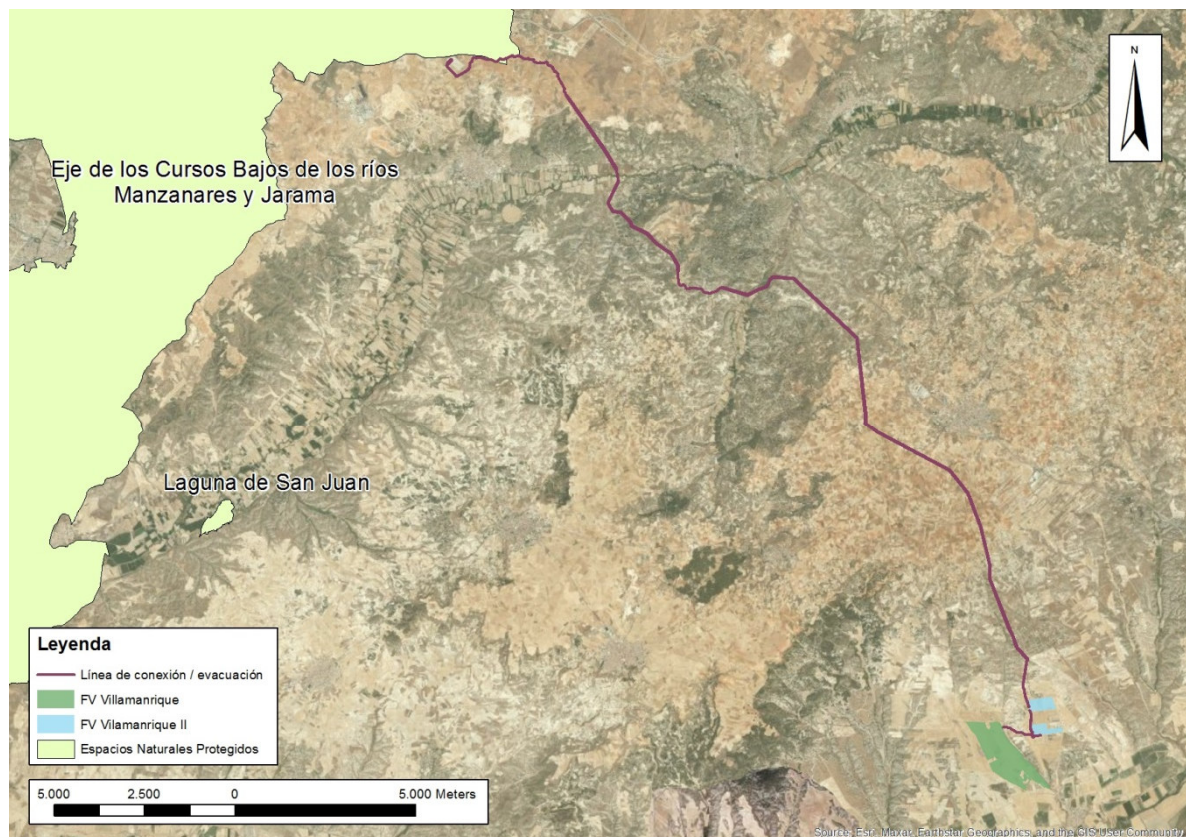 N
Eje de los Cursos Bajos de los ríos
Manzanares y Jarama
Laguna de San Juan
Leyenda
Línea de conexión / evacuación
FV Villamanrique
FV Vilamanrique II
Espacios Naturales Protegidos
5.000 2.500 0 5.000 Meters
Source: Esri, Maxar, Earthstar Geographics, and the GIS User Community